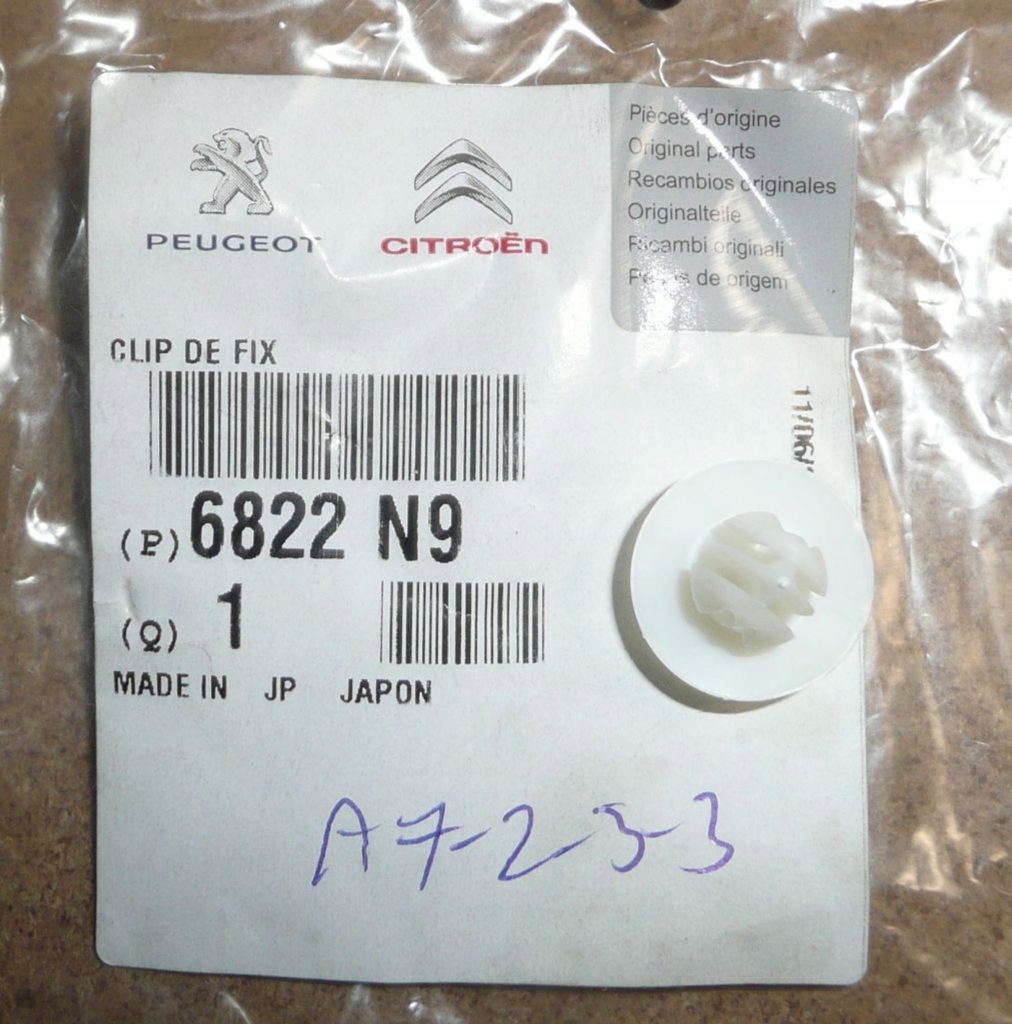 PEUGEOT
CITROËN
Pièces d'origine
Original parts
Recambios originales
Originalteile
Ricambi originali
de origem
CLIP DE FIX
(P) 6822 N9
(Q) 1
MADE IN JP JAPON
A7-2-3-3